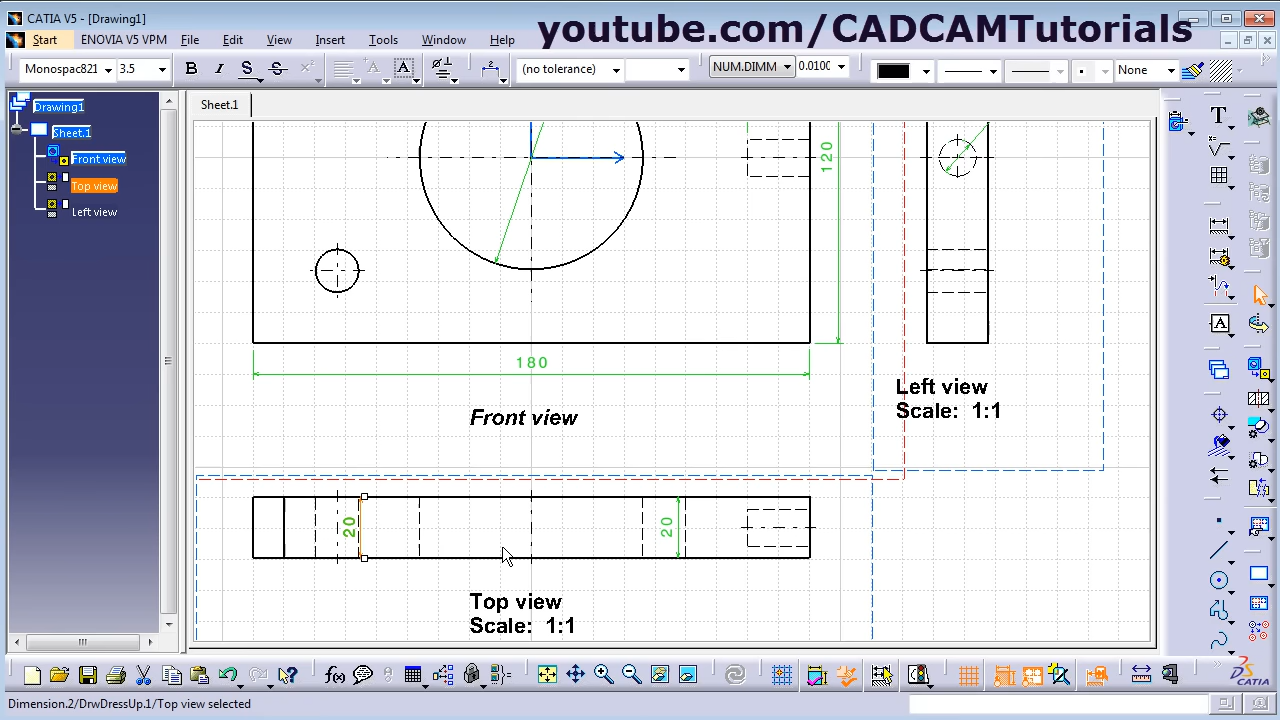 CATIA V5 - [Drawing1]
youtube.com/CADCAMTutorials
Start ENOVIA V5 VPM File Edit View Insert Tools Window Help
Monospac821 3.5 B I S S (no tolerance) NUM.DIMM 0.0100 None
Drawing1
Sheet.1
Front view
Top view
Left view
Sheet.1
120
180
Front view
Left view
Scale: 1:1
20
20
Top view
Scale: 1:1
CATIA
Dimension.2/DrwDressUp.1/Top view selected